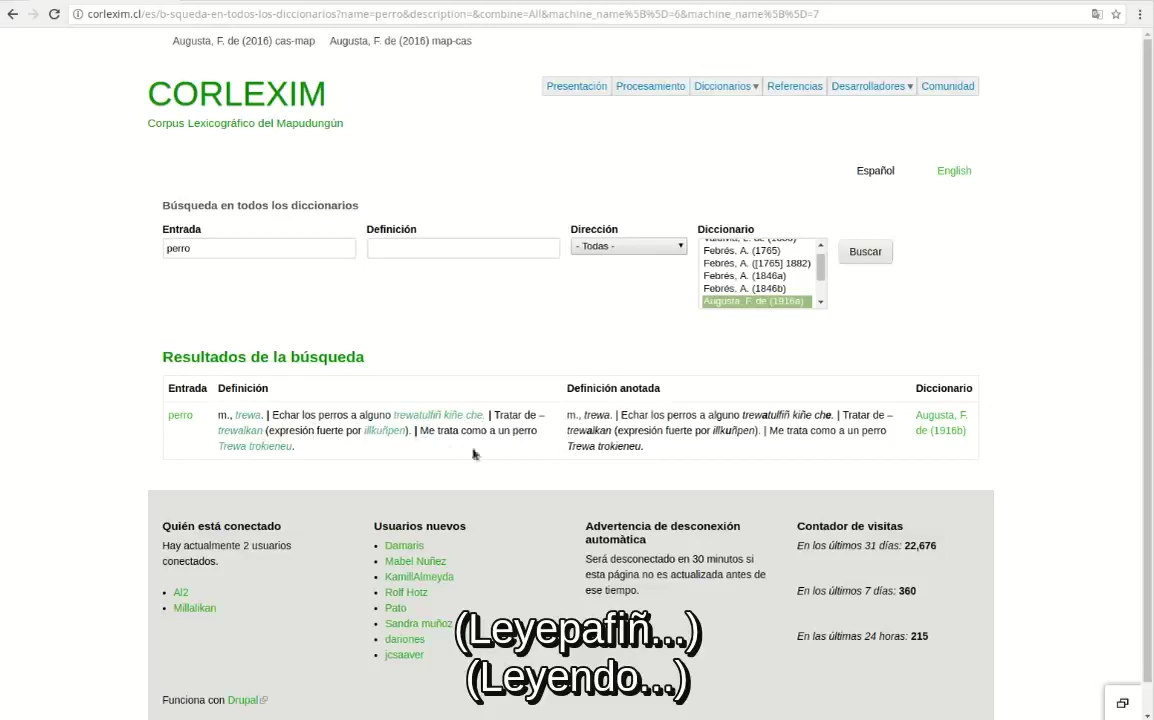 corlexim.cl/es/b-squeda-en-todos-los-diccionarios?name=perro&description=&combine=All&machine_name%5B%5D=6&machine_name%5B%5D=7
Augusta, F. de (2016) cas-map Augusta, F. de (2016) map-cas
CORLEXIM
Corpus Lexicográfico del Mapudungún
Presentación Procesamiento Diccionarios Referencias Desarrolladores Comunidad
Español English
Búsqueda en todos los diccionarios
Entrada Definición Dirección Diccionario
perro
- Todas -
Febrés, A. (1765)
Febrés, A. ([1765] 1882)
Febrés, A. (1846a)
Febrés, A. (1846b)
Augusta, F. de (1916a)
Buscar
Resultados de la búsqueda
Entrada Definición Definición anotada Diccionario
perro
m., trewa. | Echar los perros a alguno trewatulfiñ kiñe che. | Tratar de –
trewalkan (expresión fuerte por illkuñpen). | Me trata como a un perro
Trewa trokieneu.
m., trewa. | Echar los perros a alguno trewatulfiñ kiñe che. | Tratar de –
trewalkan (expresión fuerte por illkuñpen). | Me trata como a un perro
Trewa trokieneu.
Augusta, F.
de (1916b)
Quién está conectado
Hay actualmente 2 usuarios
conectados.
Al2
Millalikan
Usuarios nuevos
Damaris
Mabel Nuñez
KamillAlmeyda
Rolf Hotz
Pato
Sandra muñoz
jcsaaver
Advertencia de desconexión
automàtica
Será desconectado en 30 minutos si
esta página no es actualizada antes de
ese tiempo.
Contador de visitas
En los últimos 31 días: 22,676
En los últimos 7 días: 360
En las últimas 24 horas: 215
(Leyepafiñ...)
(Leyendo...)
Funciona con Drupal